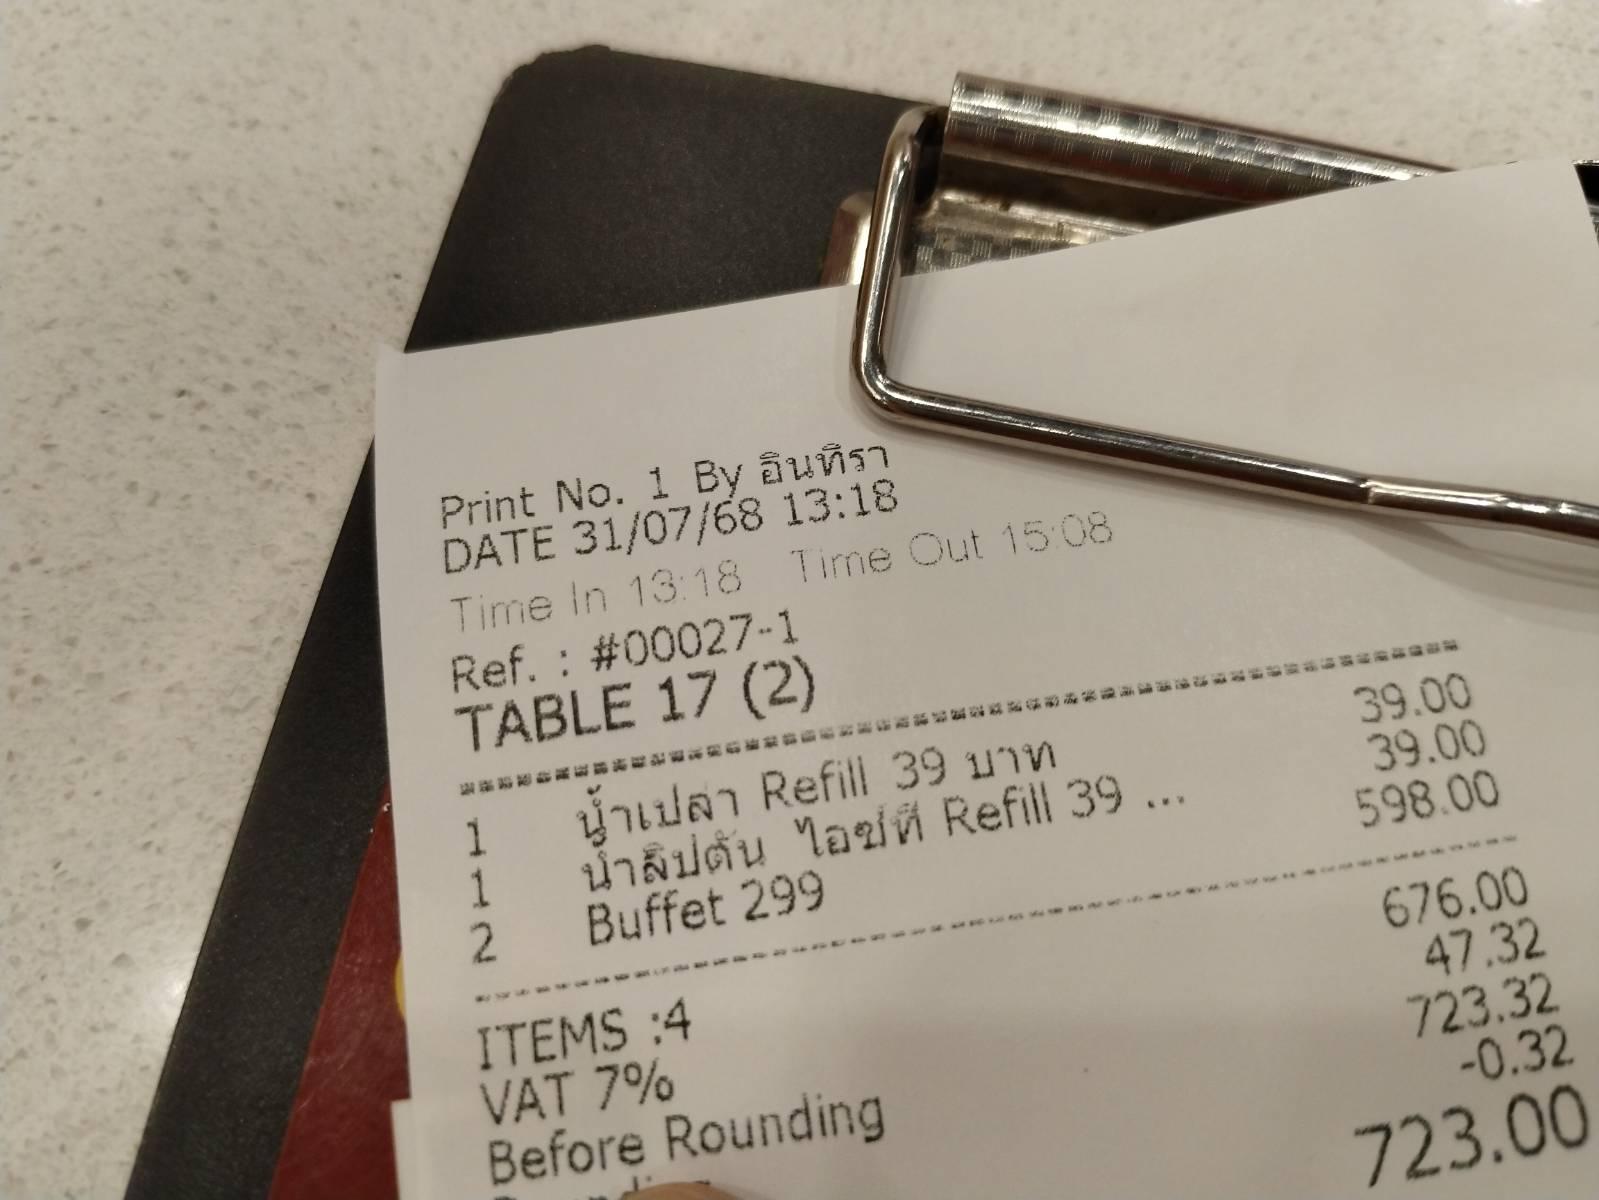 Print No. 1 By อินทิรา
DATE 31/07/68 13:18
Time In 13:18 Time Out 15:08
Ref. : #00027-1
TABLE 17 (2)
1 น้ำเปล่า Refill 39 บาท 39.00
1 น้ำลิปตัน ไอซ์ที Refill 39 ... 39.00
2 Buffet 299 598.00
ITEMS :4 676.00
VAT 7% 47.32
Before Rounding 723.32
-0.32
723.00